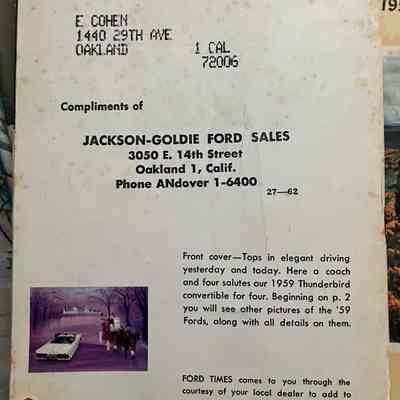 E COHEN
1440 29TH AVE
OAKLAND 1 CAL
72006
Compliments of
JACKSON-GOLDIE FORD SALES
3050 E. 14th Street
Oakland 1, Calif.
Phone ANdover 1-6400
27—62
Front cover—Tops in elegant driving
yesterday and today. Here a coach
and four salutes our 1959 Thunderbird
convertible for four. Beginning on p. 2
you will see other pictures of the '59
Fords, along with all details on them.
FORD TIMES comes to you through the
courtesy of your local dealer to add to